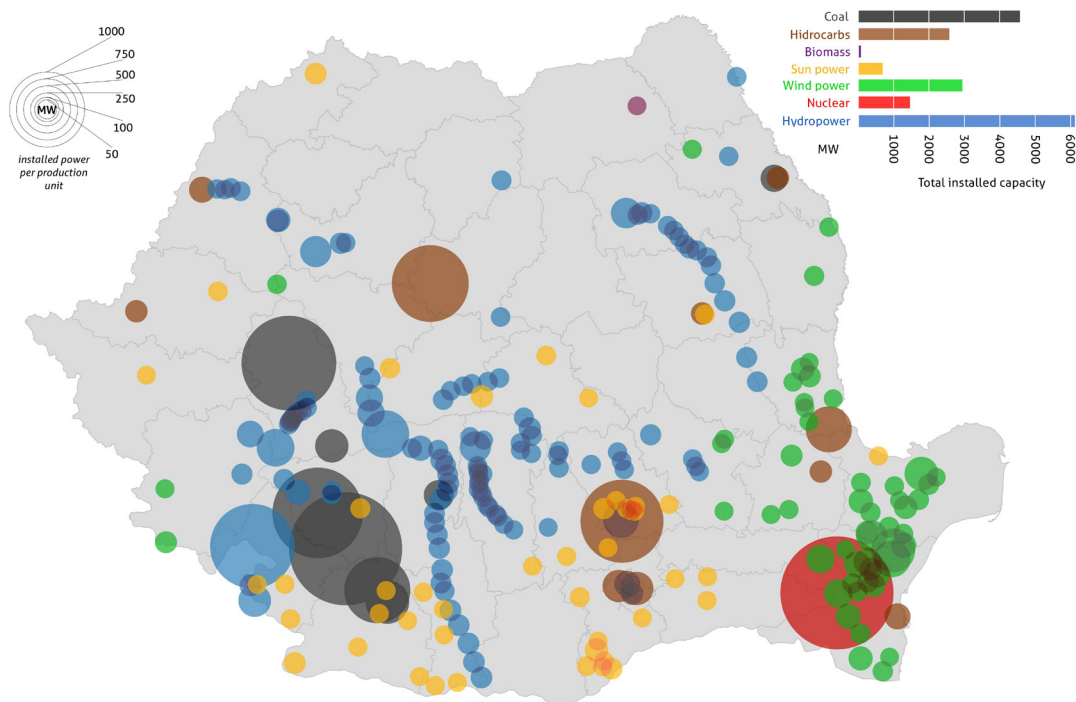 1000
750
500
250
100
50
MW
installed power
per production
unit
Coal
Hidrocarbs
Biomass
Sun power
Wind power
Nuclear
Hydropower
MW
1000
2000
3000
4000
5000
6000
Total installed capacity